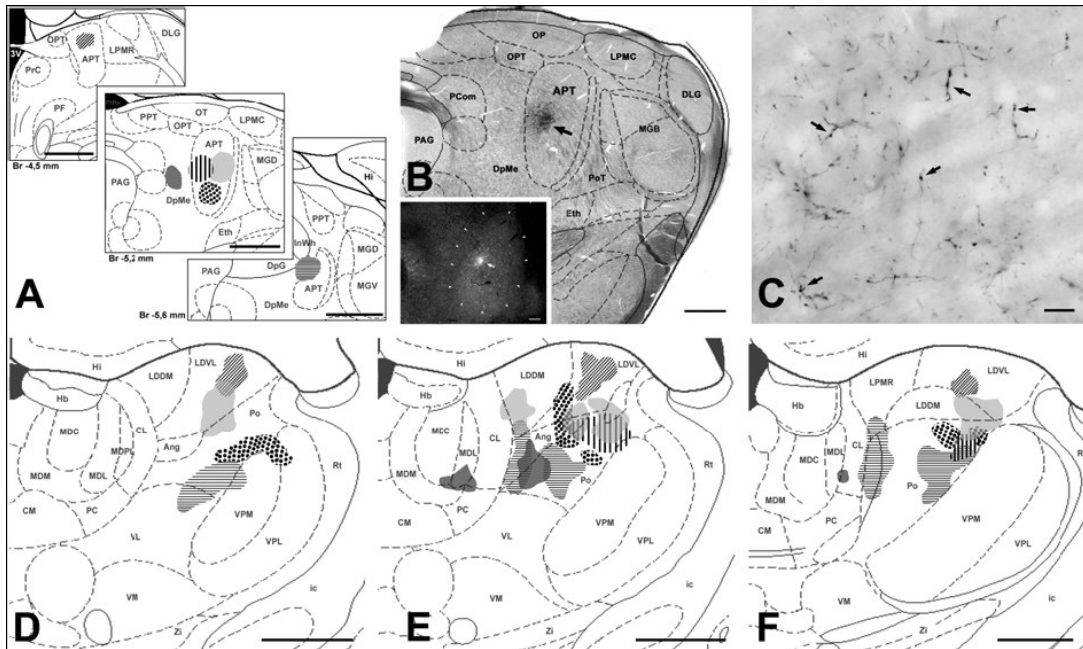 3V
OPT
APT
LPMR
DLG
PrC
PF
Br -4,5 mm
PPT
OT
OPT
LPMC
APT
MGD
PAG
DpMe
Eth
Br -5,2 mm
Hi
PPT
InWh
DpG
MGD
PAG
APT
MGV
DpMe
Br -5,6 mm
A
OP
OPT
LPMC
PCom
APT
DLG
PAG
MGB
DpMe
PoT
Eth
B
C
Hi
LDVL
LDDM
Hb
MDC
CL
Po
MDPL
Ang
Rt
MDM
MDL
CM
PC
VPM
VL
VPL
VM
ic
Zi
D
Hi
LDVL
LDDM
Hb
MDC
CL
Ang
MDL
Rt
MDM
Po
PC
VPM
CM
VL
VPL
VM
ic
Zi
E
Hi
LPMR
LDVL
Hb
LDDM
CL
MDC
MDL
Po
MDM
VPM
CM
PC
VPL
VM
ic
Zi
F